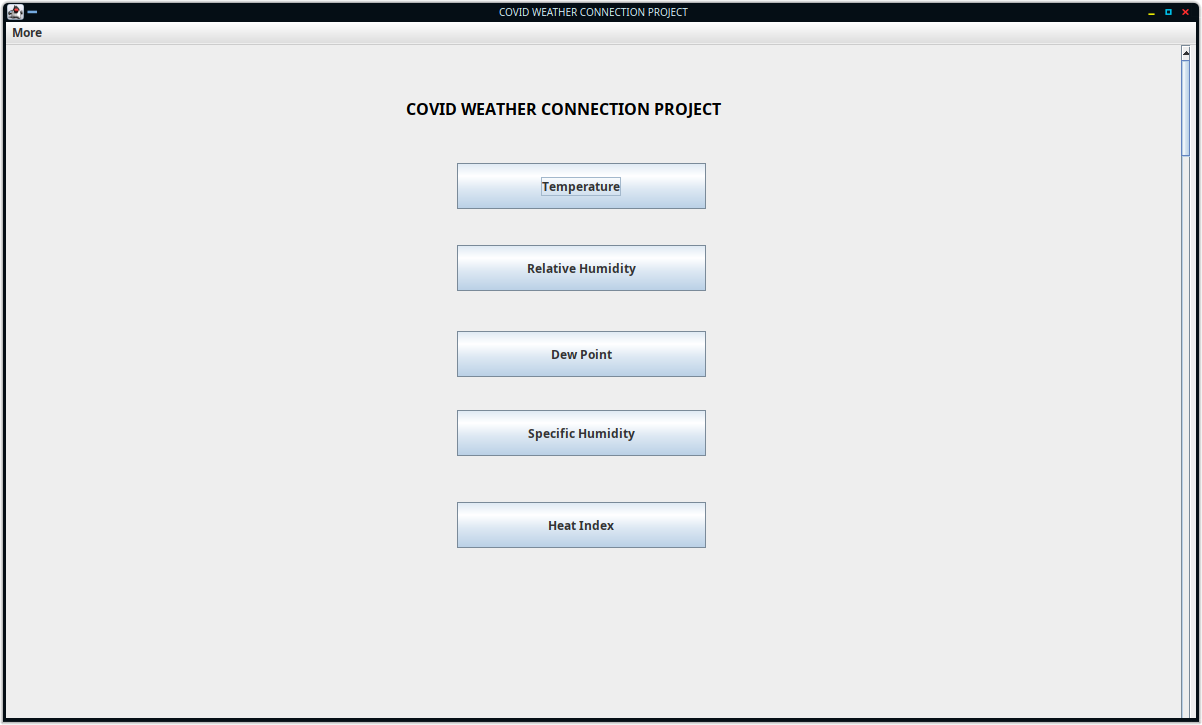 COVID WEATHER CONNECTION PROJECT
More
COVID WEATHER CONNECTION PROJECT
Temperature
Relative Humidity
Dew Point
Specific Humidity
Heat Index